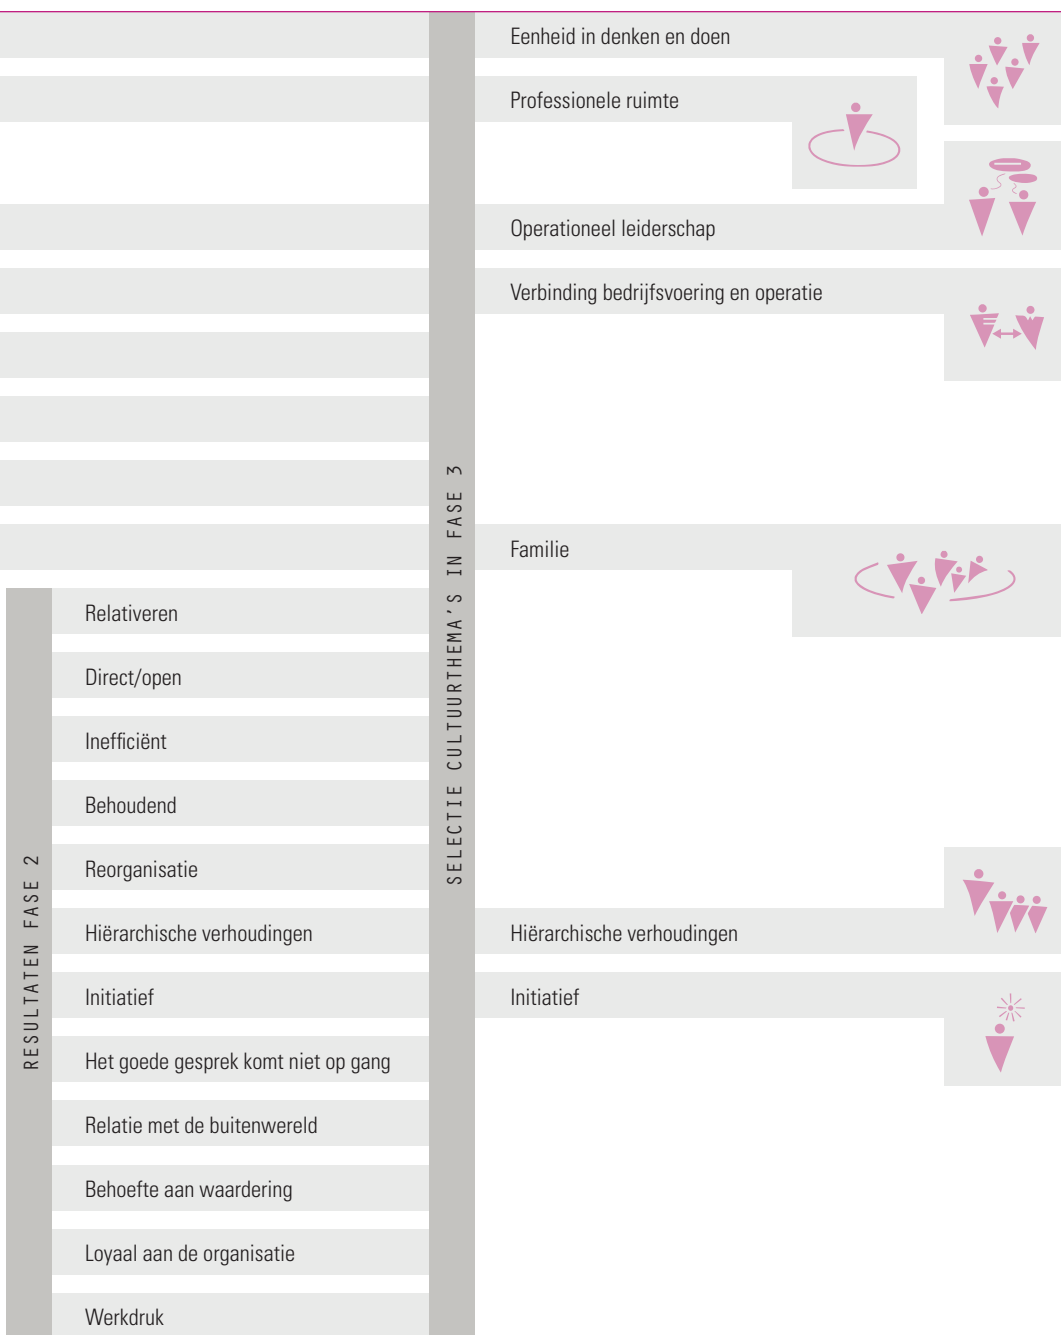 RESULTATEN FASE 2
Relativeren
Direct/open
Inefficiënt
Behoudend
Reorganisatie
Hiërarchische verhoudingen
Initiatief
Het goede gesprek komt niet op gang
Relatie met de buitenwereld
Behoefte aan waardering
Loyaal aan de organisatie
Werkdruk
SELECTIE CULTUURTHEMA'S IN FASE 3
Eenheid in denken en doen
Professionele ruimte
Operationeel leiderschap
Verbinding bedrijfsvoering en operatie
Familie
Hiërarchische verhoudingen
Initiatief